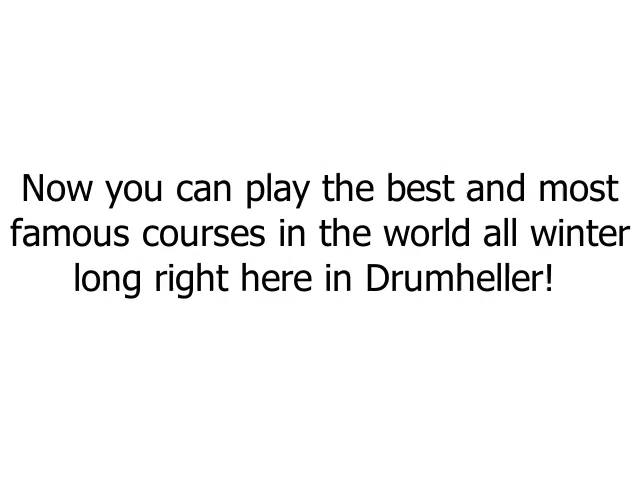 Now you can play the best and most
famous courses in the world all winter
long right here in Drumheller!